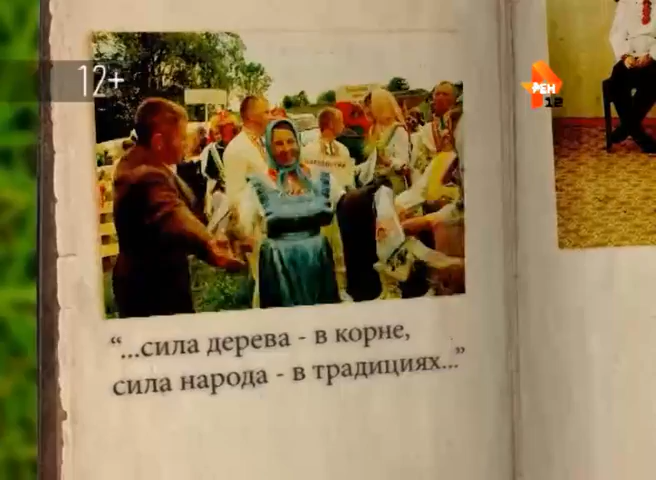 12+
РЕН
12
“...сила дерева - в корне,
сила народа - в традициях...”